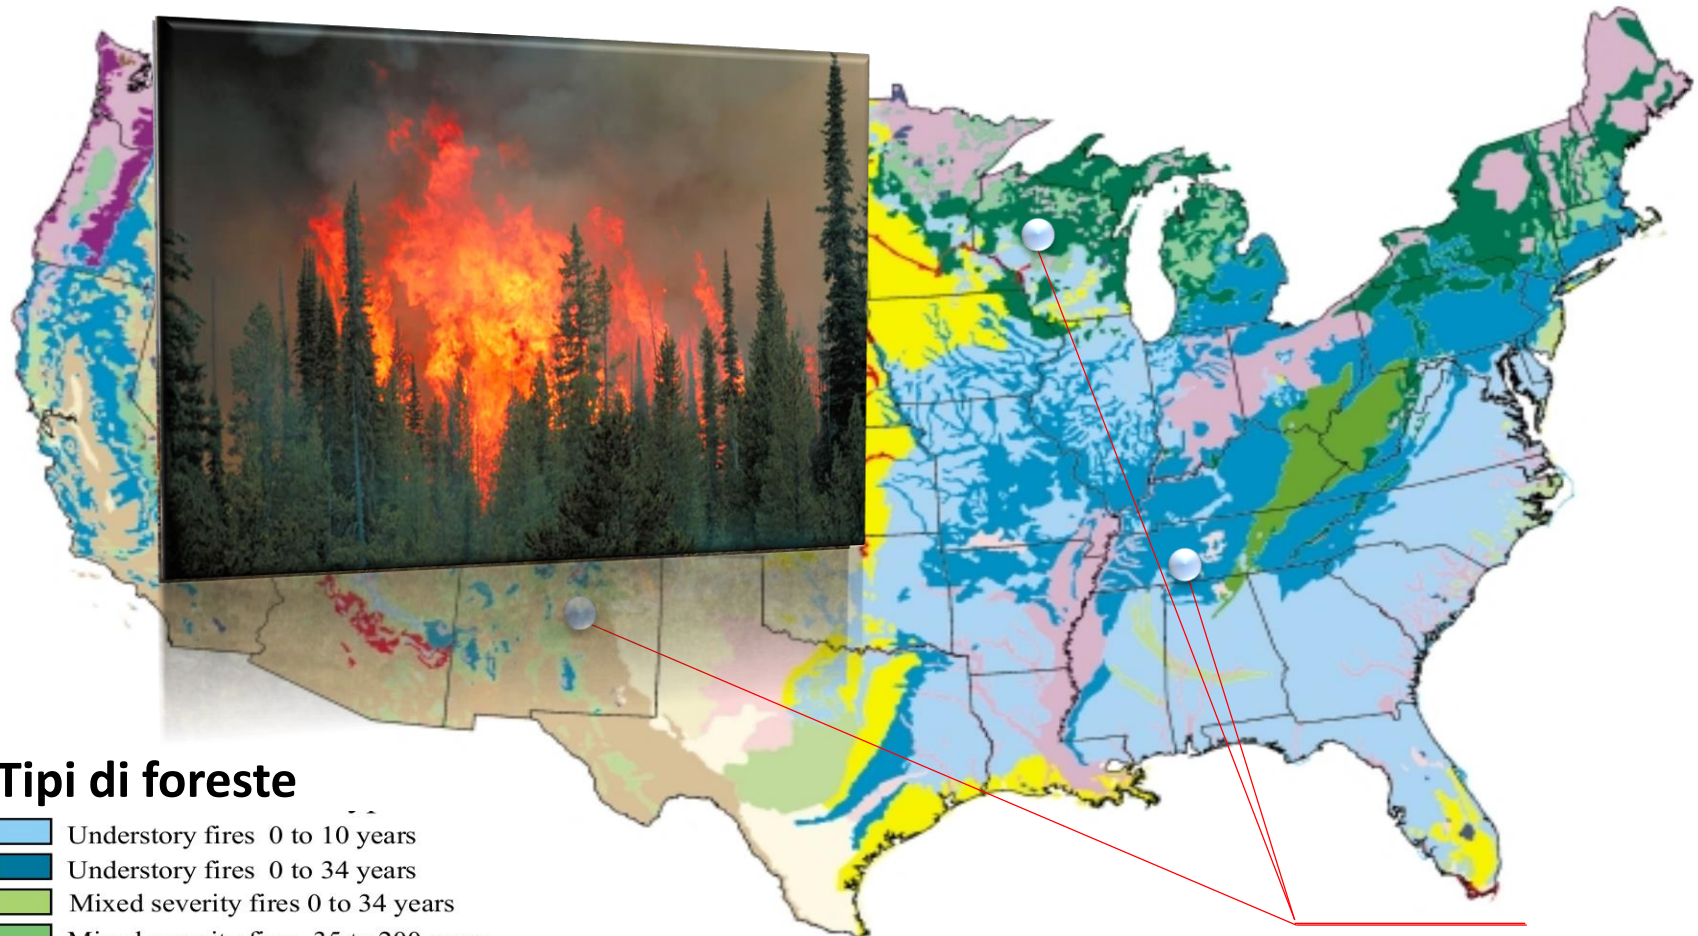 Tipi di foreste
Understory fires 0 to 10 years
Understory fires 0 to 34 years
Mixed severity fires 0 to 34 years